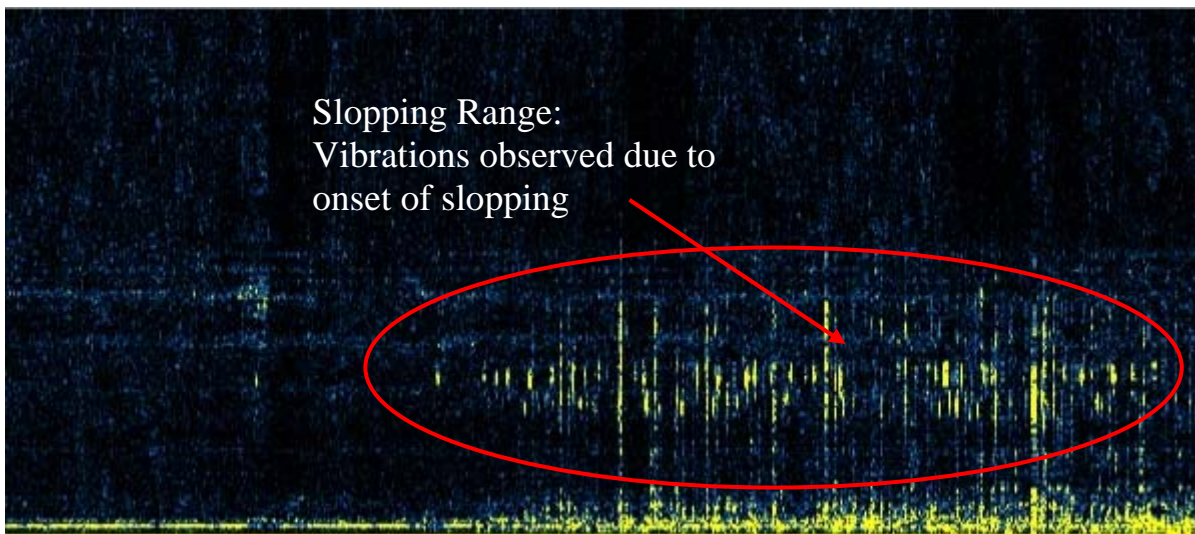 Slopping Range:
Vibrations observed due to
onset of slopping